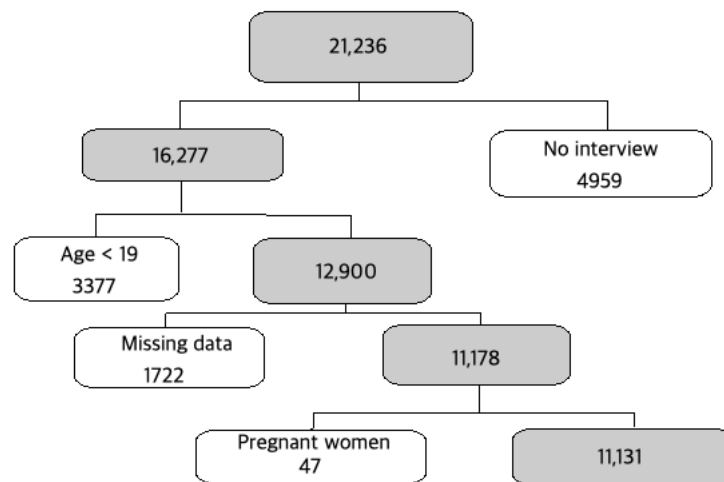 21,236
16,277
No interview
4959
Age < 19
3377
12,900
Missing data
1722
11,178
Pregnant women
47
11,131